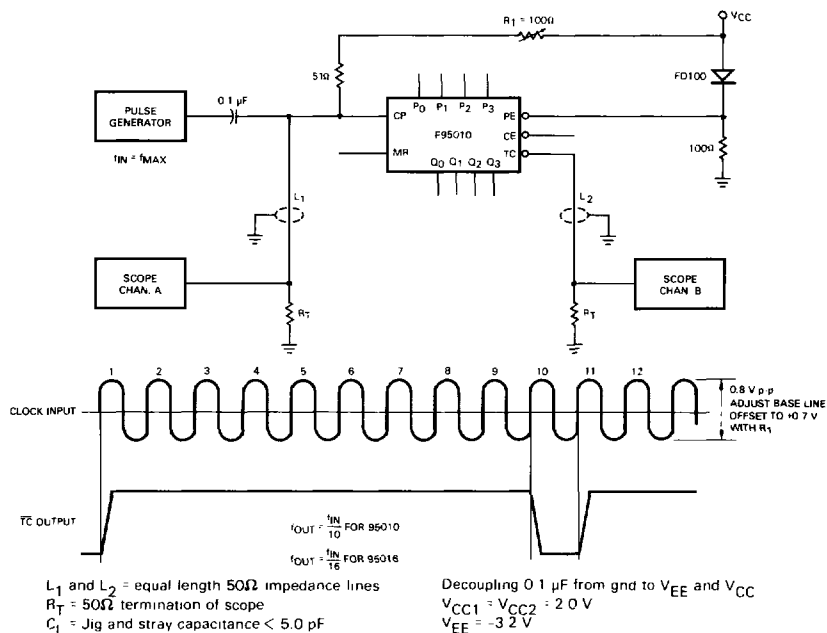 R1 = 100Ω
VCC
51Ω
FD100
0.1 µF
PULSE
GENERATOR
fIN = fMAX
P0 P1 P2 P3
CP
F95010
PE
CE
TC
MR
Q0 Q1 Q2 Q3
100Ω
L1
L2
SCOPE
CHAN. A
SCOPE
CHAN B
RT
RT
1 2 3 4 5 6 7 8 9 10 11 12
CLOCK INPUT
0.8 V p-p
ADJUST BASE LINE
OFFSET TO +0.7 V
WITH R1
TC OUTPUT
fOUT = fIN/10 FOR 95010
fOUT = fIN/16 FOR 95016
L1 and L2 = equal length 50Ω impedance lines
RT = 50Ω termination of scope
C1 = Jig and stray capacitance < 5.0 pF
Decoupling 0 1 µF from gnd to VEE and VCC
VCC1 = VCC2 = 2 0 V
VEE = -3 2 V